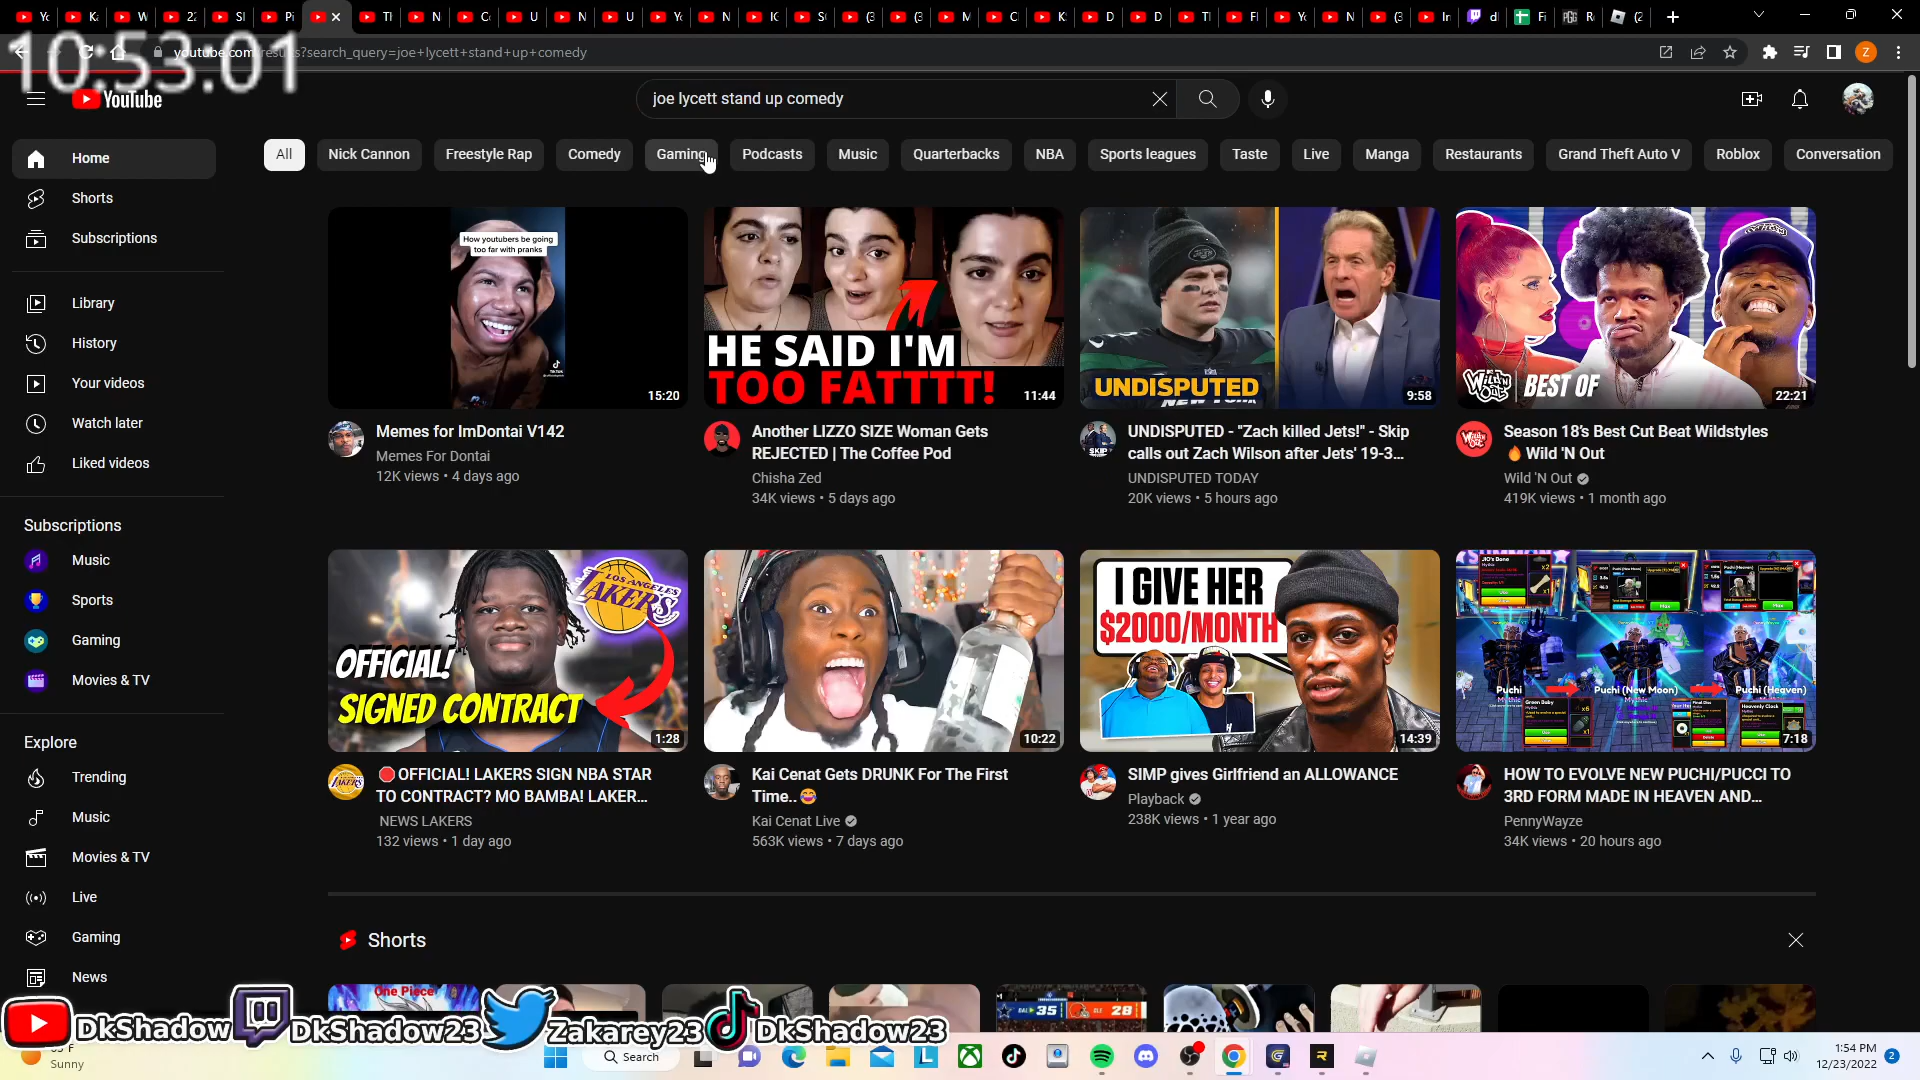 youtube.com/results?search_query=joe+lycett+stand+up+comedy
10.53.01
YouTube
joe lycett stand up comedy
All
Nick Cannon
Freestyle Rap
Comedy
Gaming
Podcasts
Music
Quarterbacks
NBA
Sports leagues
Taste
Live
Manga
Restaurants
Grand Theft Auto V
Roblox
Conversation
Home
Shorts
Subscriptions
Library
History
Your videos
Watch later
Liked videos
Subscriptions
Music
Sports
Gaming
Movies & TV
Explore
Trending
Music
Movies & TV
Live
Gaming
News
How youtubers be going
too far with pranks
TikTok
15:20
Memes for ImDontai V142
Memes For Dontai
12K views • 4 days ago
HE SAID I'M
TOO FATTTT!
11:44
Another LIZZO SIZE Woman Gets
REJECTED | The Coffee Pod
Chisha Zed
34K views • 5 days ago
UNDISPUTED
NEW YORK
9:58
UNDISPUTED - "Zach killed Jets!" - Skip
calls out Zach Wilson after Jets' 19-3...
UNDISPUTED TODAY
20K views • 5 hours ago
WILD 'N OUT
BEST OF
22:21
Season 18's Best Cut Beat Wildstyles
🔥 Wild 'N Out
Wild 'N Out
419K views • 1 month ago
LOS ANGELES
LAKERS
OFFICIAL!
SIGNED CONTRACT
1:28
🛑OFFICIAL! LAKERS SIGN NBA STAR
TO CONTRACT? MO BAMBA! LAKER...
NEWS LAKERS
132 views • 1 day ago
10:22
Kai Cenat Gets DRUNK For The First
Time..😂
Kai Cenat Live
563K views • 7 days ago
I GIVE HER
$2000/MONTH
14:39
SIMP gives Girlfriend an ALLOWANCE
Playback
238K views • 1 year ago
Puchi
Puchi (New Moon)
Puchi (Heaven)
7:18
HOW TO EVOLVE NEW PUCHI/PUCCI TO
3RD FORM MADE IN HEAVEN AND...
PennyWayze
34K views • 20 hours ago
Shorts
One Piece
35
28
DkShadow
DkShadow23
Zakarey23
DkShadow23
Sunny
Search
1:54 PM
12/23/2022
2